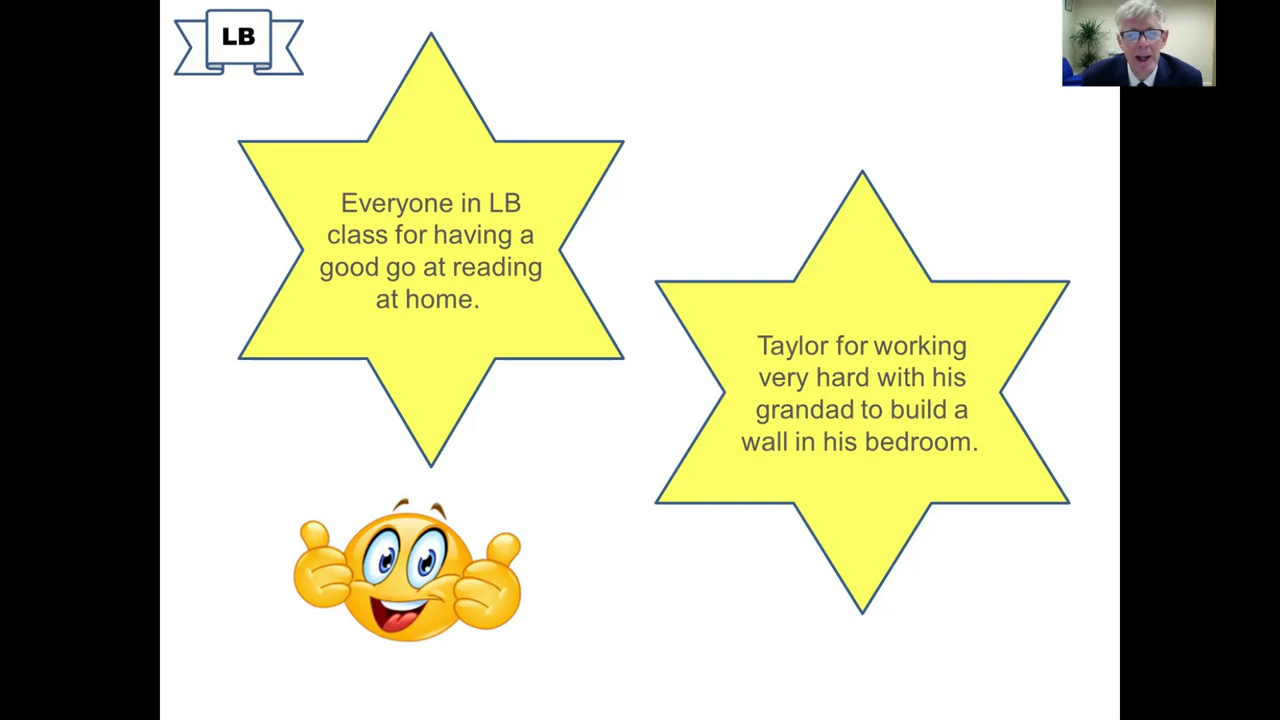 LB
Everyone in LB
class for having a
good go at reading
at home.
Taylor for working
very hard with his
grandad to build a
wall in his bedroom.